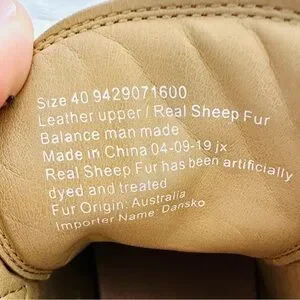 Size 40 9429071600
Leather upper / Real Sheep Fur
Balance man made
Made in China 04-09-19 jx
Real Sheep Fur has been artificially
dyed and treated
Fur Origin: Australia
Importer Name: Dansko